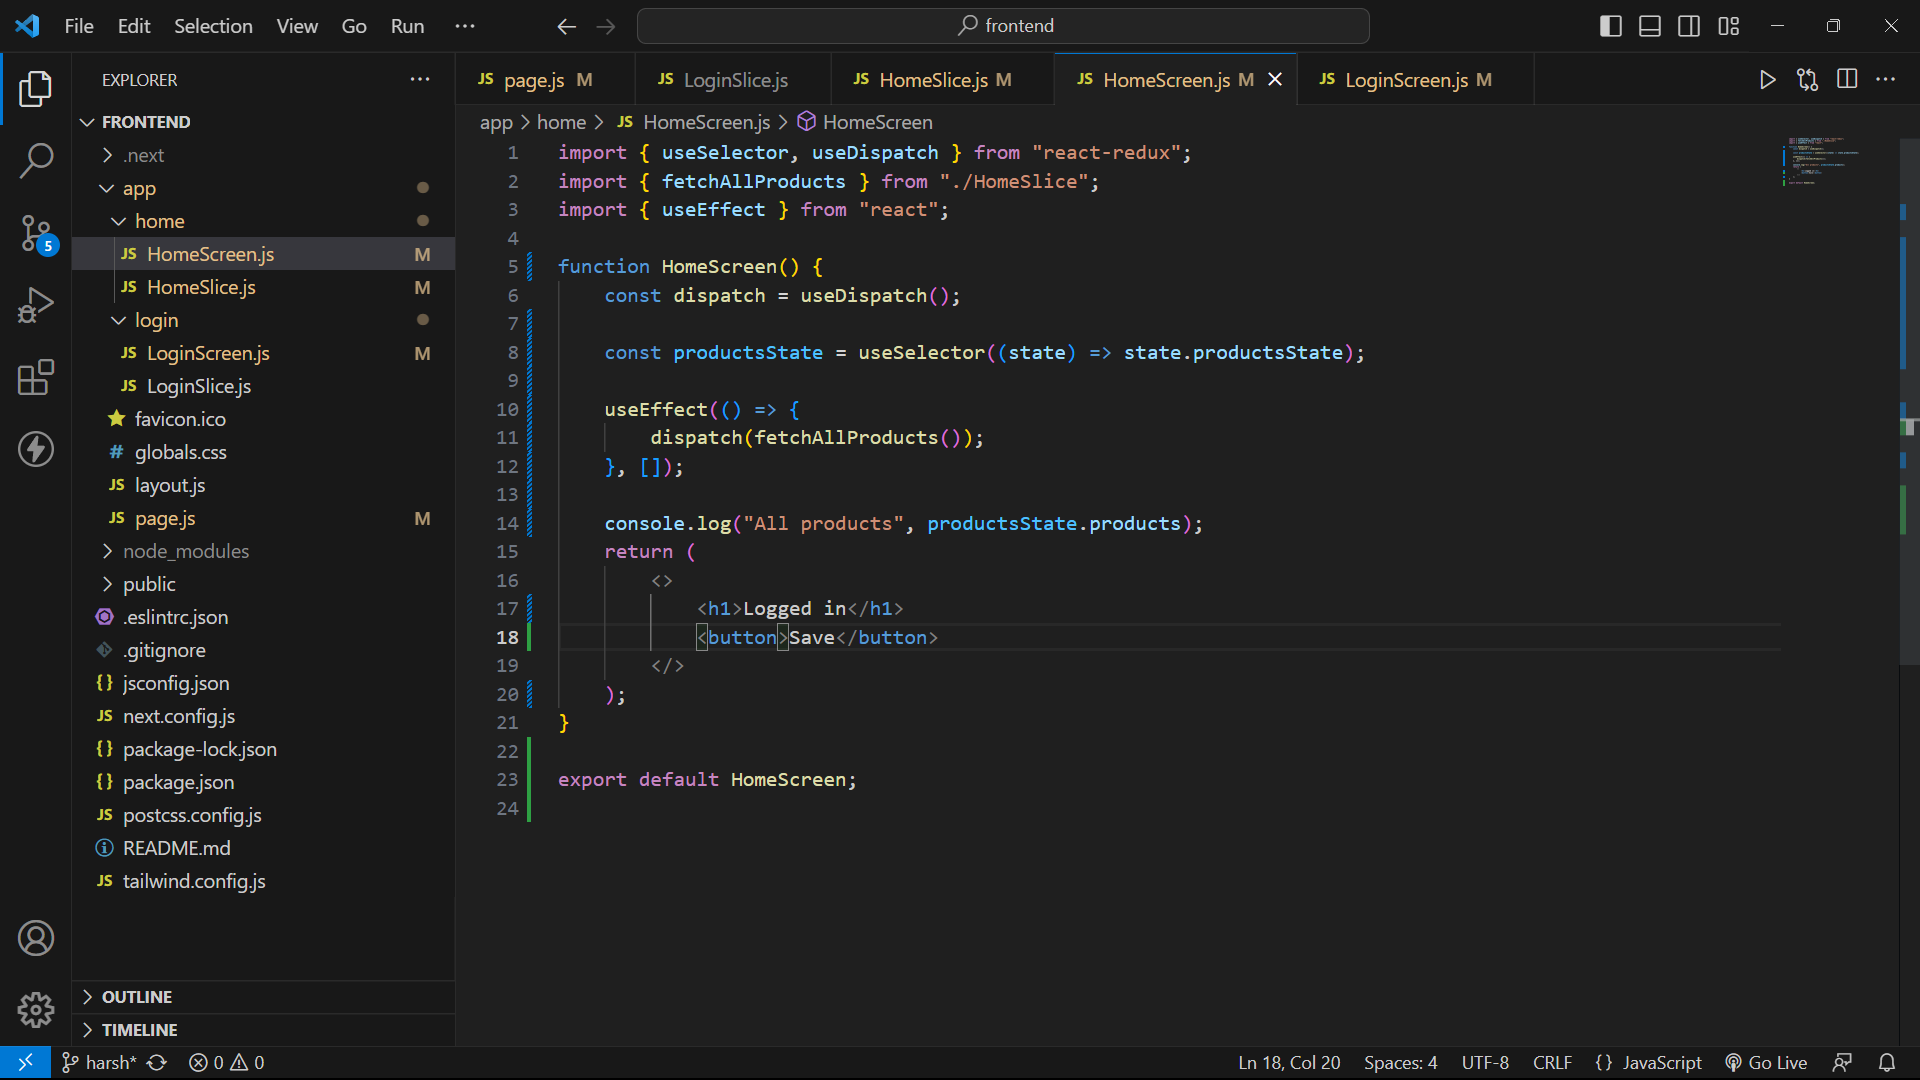 File Edit Selection View Go Run ··· frontend
EXPLORER ···
FRONTEND
.next
app
home
JS HomeScreen.js M
JS HomeSlice.js M
login
JS LoginScreen.js M
JS LoginSlice.js
favicon.ico
# globals.css
JS layout.js
JS page.js M
node_modules
public
.eslintrc.json
.gitignore
{} jsconfig.json
JS next.config.js
{} package-lock.json
{} package.json
JS postcss.config.js
README.md
JS tailwind.config.js
OUTLINE
TIMELINE
5
JS page.js M JS LoginSlice.js JS HomeSlice.js M JS HomeScreen.js M JS LoginScreen.js M
app > home > JS HomeScreen.js > HomeScreen
1 import { useSelector, useDispatch } from "react-redux";
2 import { fetchAllProducts } from "./HomeSlice";
3 import { useEffect } from "react";
4
5 function HomeScreen() {
6 const dispatch = useDispatch();
7
8 const productsState = useSelector((state) => state.productsState);
9
10 useEffect(() => {
11 dispatch(fetchAllProducts());
12 }, []);
13
14 console.log("All products", productsState.products);
15 return (
16 <>
17 <h1>Logged in</h1>
18 <button>Save</button>
19 </>
20 );
21 }
22
23 export default HomeScreen;
24
harsh* 0 0 Ln 18, Col 20 Spaces: 4 UTF-8 CRLF {} JavaScript Go Live